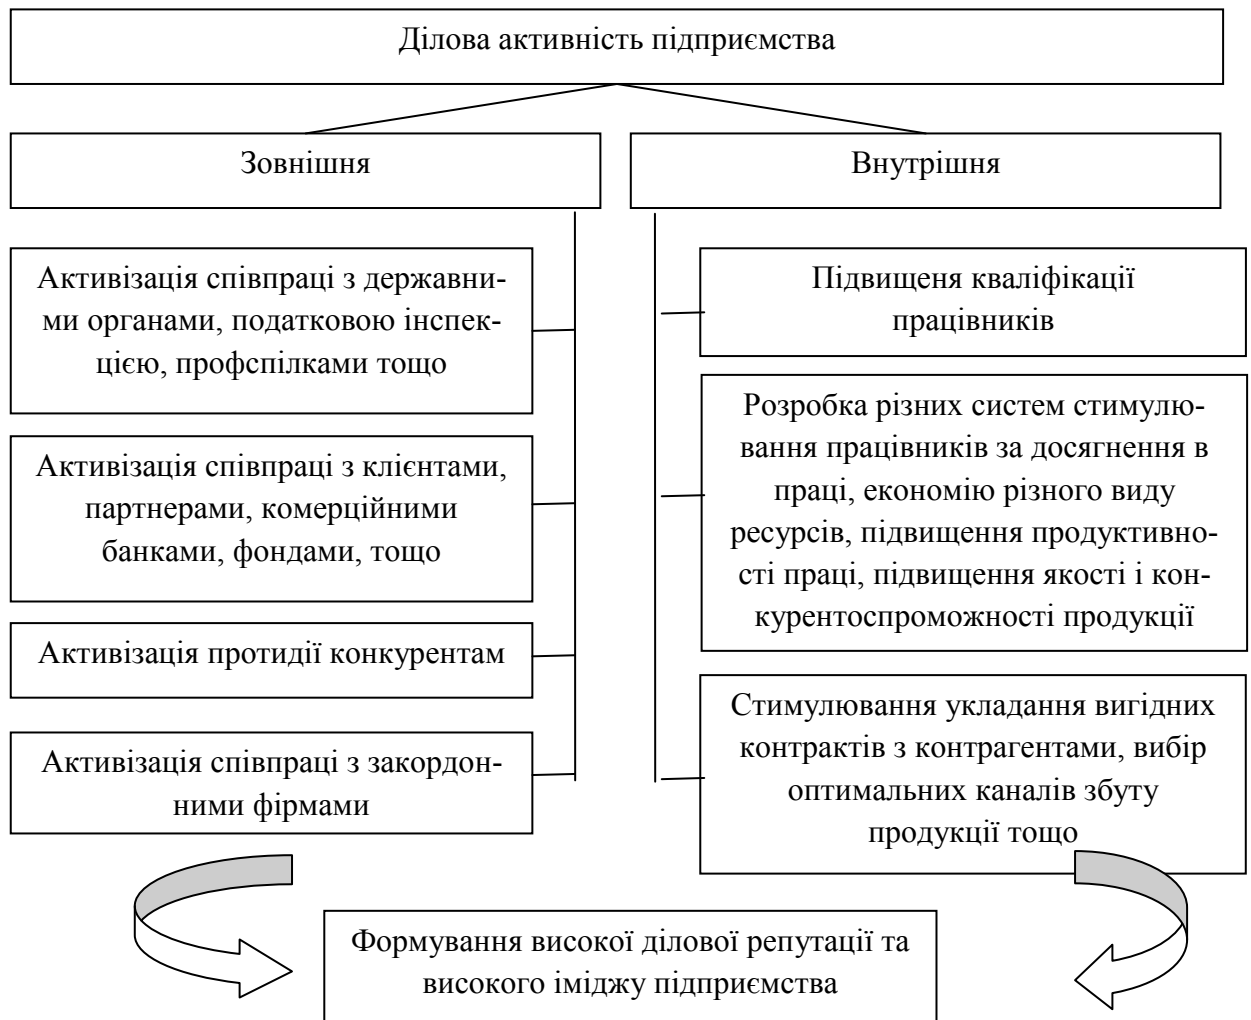 Ділова активність підприємства
Зовнішня
Внутрішня
Активізація співпраці з державни-
ми органами, податковою інспек-
цією, профспілками тощо
Активізація співпраці з клієнтами,
партнерами, комерційними
банками, фондами, тощо
Активізація протидії конкурентам
Активізація співпраці з закордон-
ними фірмами
Підвищеня кваліфікації
працівників
Розробка різних систем стимулю-
вання працівників за досягнення в
праці, економію різного виду
ресурсів, підвищення продуктивно-
сті праці, підвищення якості і кон-
курентоспроможності продукції
Стимулювання укладання вигідних
контрактів з контрагентами, вибір
оптимальних каналів збуту
продукції тощо
Формування високої ділової репутації та
високого іміджу підприємства